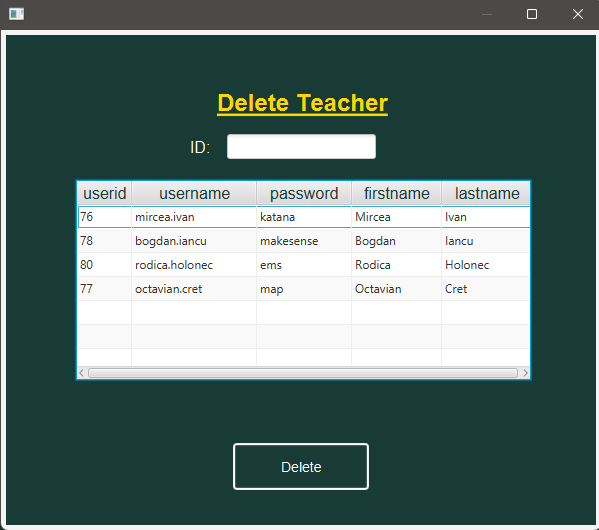 Delete Teacher
ID:
userid username password firstname lastname
76 mircea.ivan katana Mircea Ivan
78 bogdan.iancu makesense Bogdan Iancu
80 rodica.holonec ems Rodica Holonec
77 octavian.cret map Octavian Cret
Delete